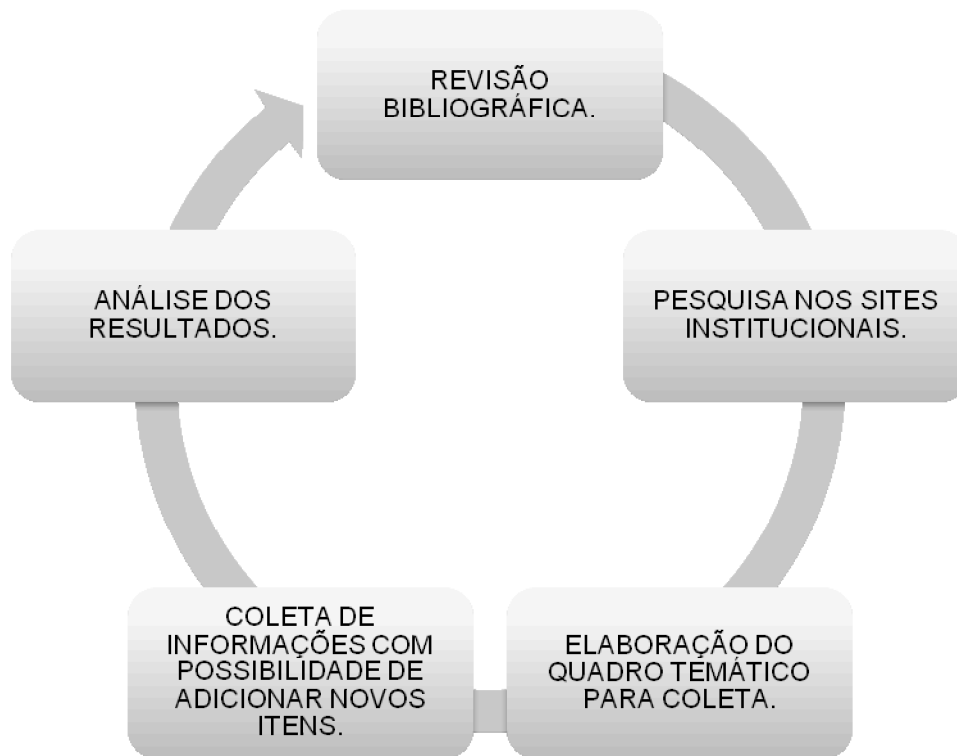 REVISÃO
BIBLIOGRÁFICA.
PESQUISA NOS SITES
INSTITUCIONAIS.
ELABORAÇÃO DO
QUADRO TEMÁTICO
PARA COLETA.
COLETA DE
INFORMAÇÕES COM
POSSIBILIDADE DE
ADICIONAR NOVOS
ITENS.
ANÁLISE DOS
RESULTADOS.